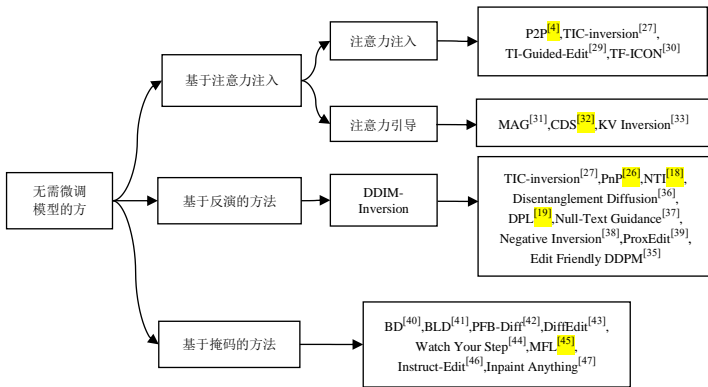 注意力注入
P2P[4],TIC-inversion[27],
TI-Guided-Edit[29],TF-ICON[30]
基于注意力注入
注意力引导
MAG[31],CDS[32],KV Inversion[33]
无需微调
模型的方
基于反演的方法
DDIM-
Inversion
TIC-inversion[27],PnP[26],NTI[18],
Disentanglement Diffusion[36],
DPL[19],Null-Text Guidance[37],
Negative Inversion[38],ProxEdit[39],
Edit Friendly DDPM[35]
基于掩码的方法
BD[40],BLD[41],PFB-Diff[42],DiffEdit[43],
Watch Your Step[44],MFL[45],
Instruct-Edit[46],Inpaint Anything[47]